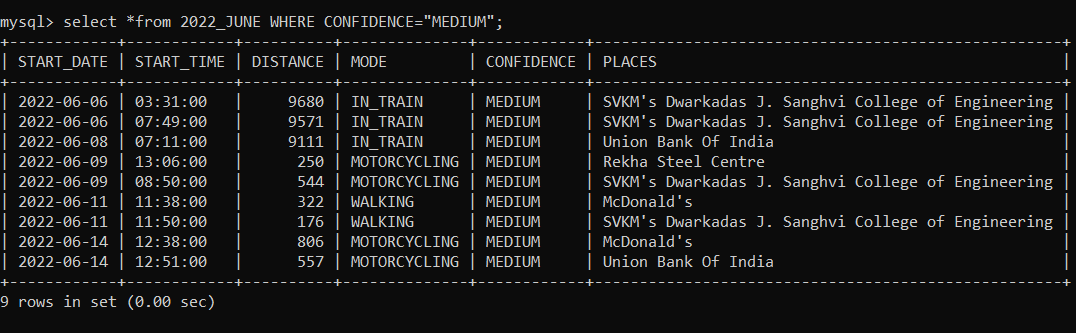 mysql> select *from 2022_JUNE WHERE CONFIDENCE="MEDIUM";
+------------+------------+----------+--------------+------------+-----------------------------------------------------+
| START_DATE | START_TIME | DISTANCE | MODE         | CONFIDENCE | PLACES                                              |
+------------+------------+----------+--------------+------------+-----------------------------------------------------+
| 2022-06-06 | 03:31:00   |     9680 | IN_TRAIN     | MEDIUM     | SVKM's Dwarkadas J. Sanghvi College of Engineering |
| 2022-06-06 | 07:49:00   |     9571 | IN_TRAIN     | MEDIUM     | SVKM's Dwarkadas J. Sanghvi College of Engineering |
| 2022-06-08 | 07:11:00   |     9111 | IN_TRAIN     | MEDIUM     | Union Bank Of India                                 |
| 2022-06-09 | 13:06:00   |      250 | MOTORCYCLING | MEDIUM     | Rekha Steel Centre                                  |
| 2022-06-09 | 08:50:00   |      544 | MOTORCYCLING | MEDIUM     | SVKM's Dwarkadas J. Sanghvi College of Engineering |
| 2022-06-11 | 11:38:00   |      322 | WALKING      | MEDIUM     | McDonald's                                          |
| 2022-06-11 | 11:50:00   |      176 | WALKING      | MEDIUM     | SVKM's Dwarkadas J. Sanghvi College of Engineering |
| 2022-06-14 | 12:38:00   |      806 | MOTORCYCLING | MEDIUM     | McDonald's                                          |
| 2022-06-14 | 12:51:00   |      557 | MOTORCYCLING | MEDIUM     | Union Bank Of India                                 |
+------------+------------+----------+--------------+------------+-----------------------------------------------------+
9 rows in set (0.00 sec)